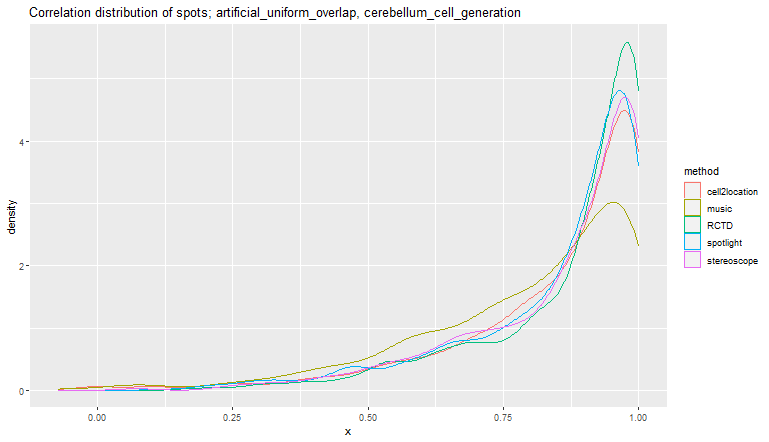 Correlation distribution of spots; artificial_uniform_overlap, cerebellum_cell_generation
density
4
2
0
0.00 0.25 0.50 0.75 1.00
x
method
cell2location
music
RCTD
spotlight
stereoscope